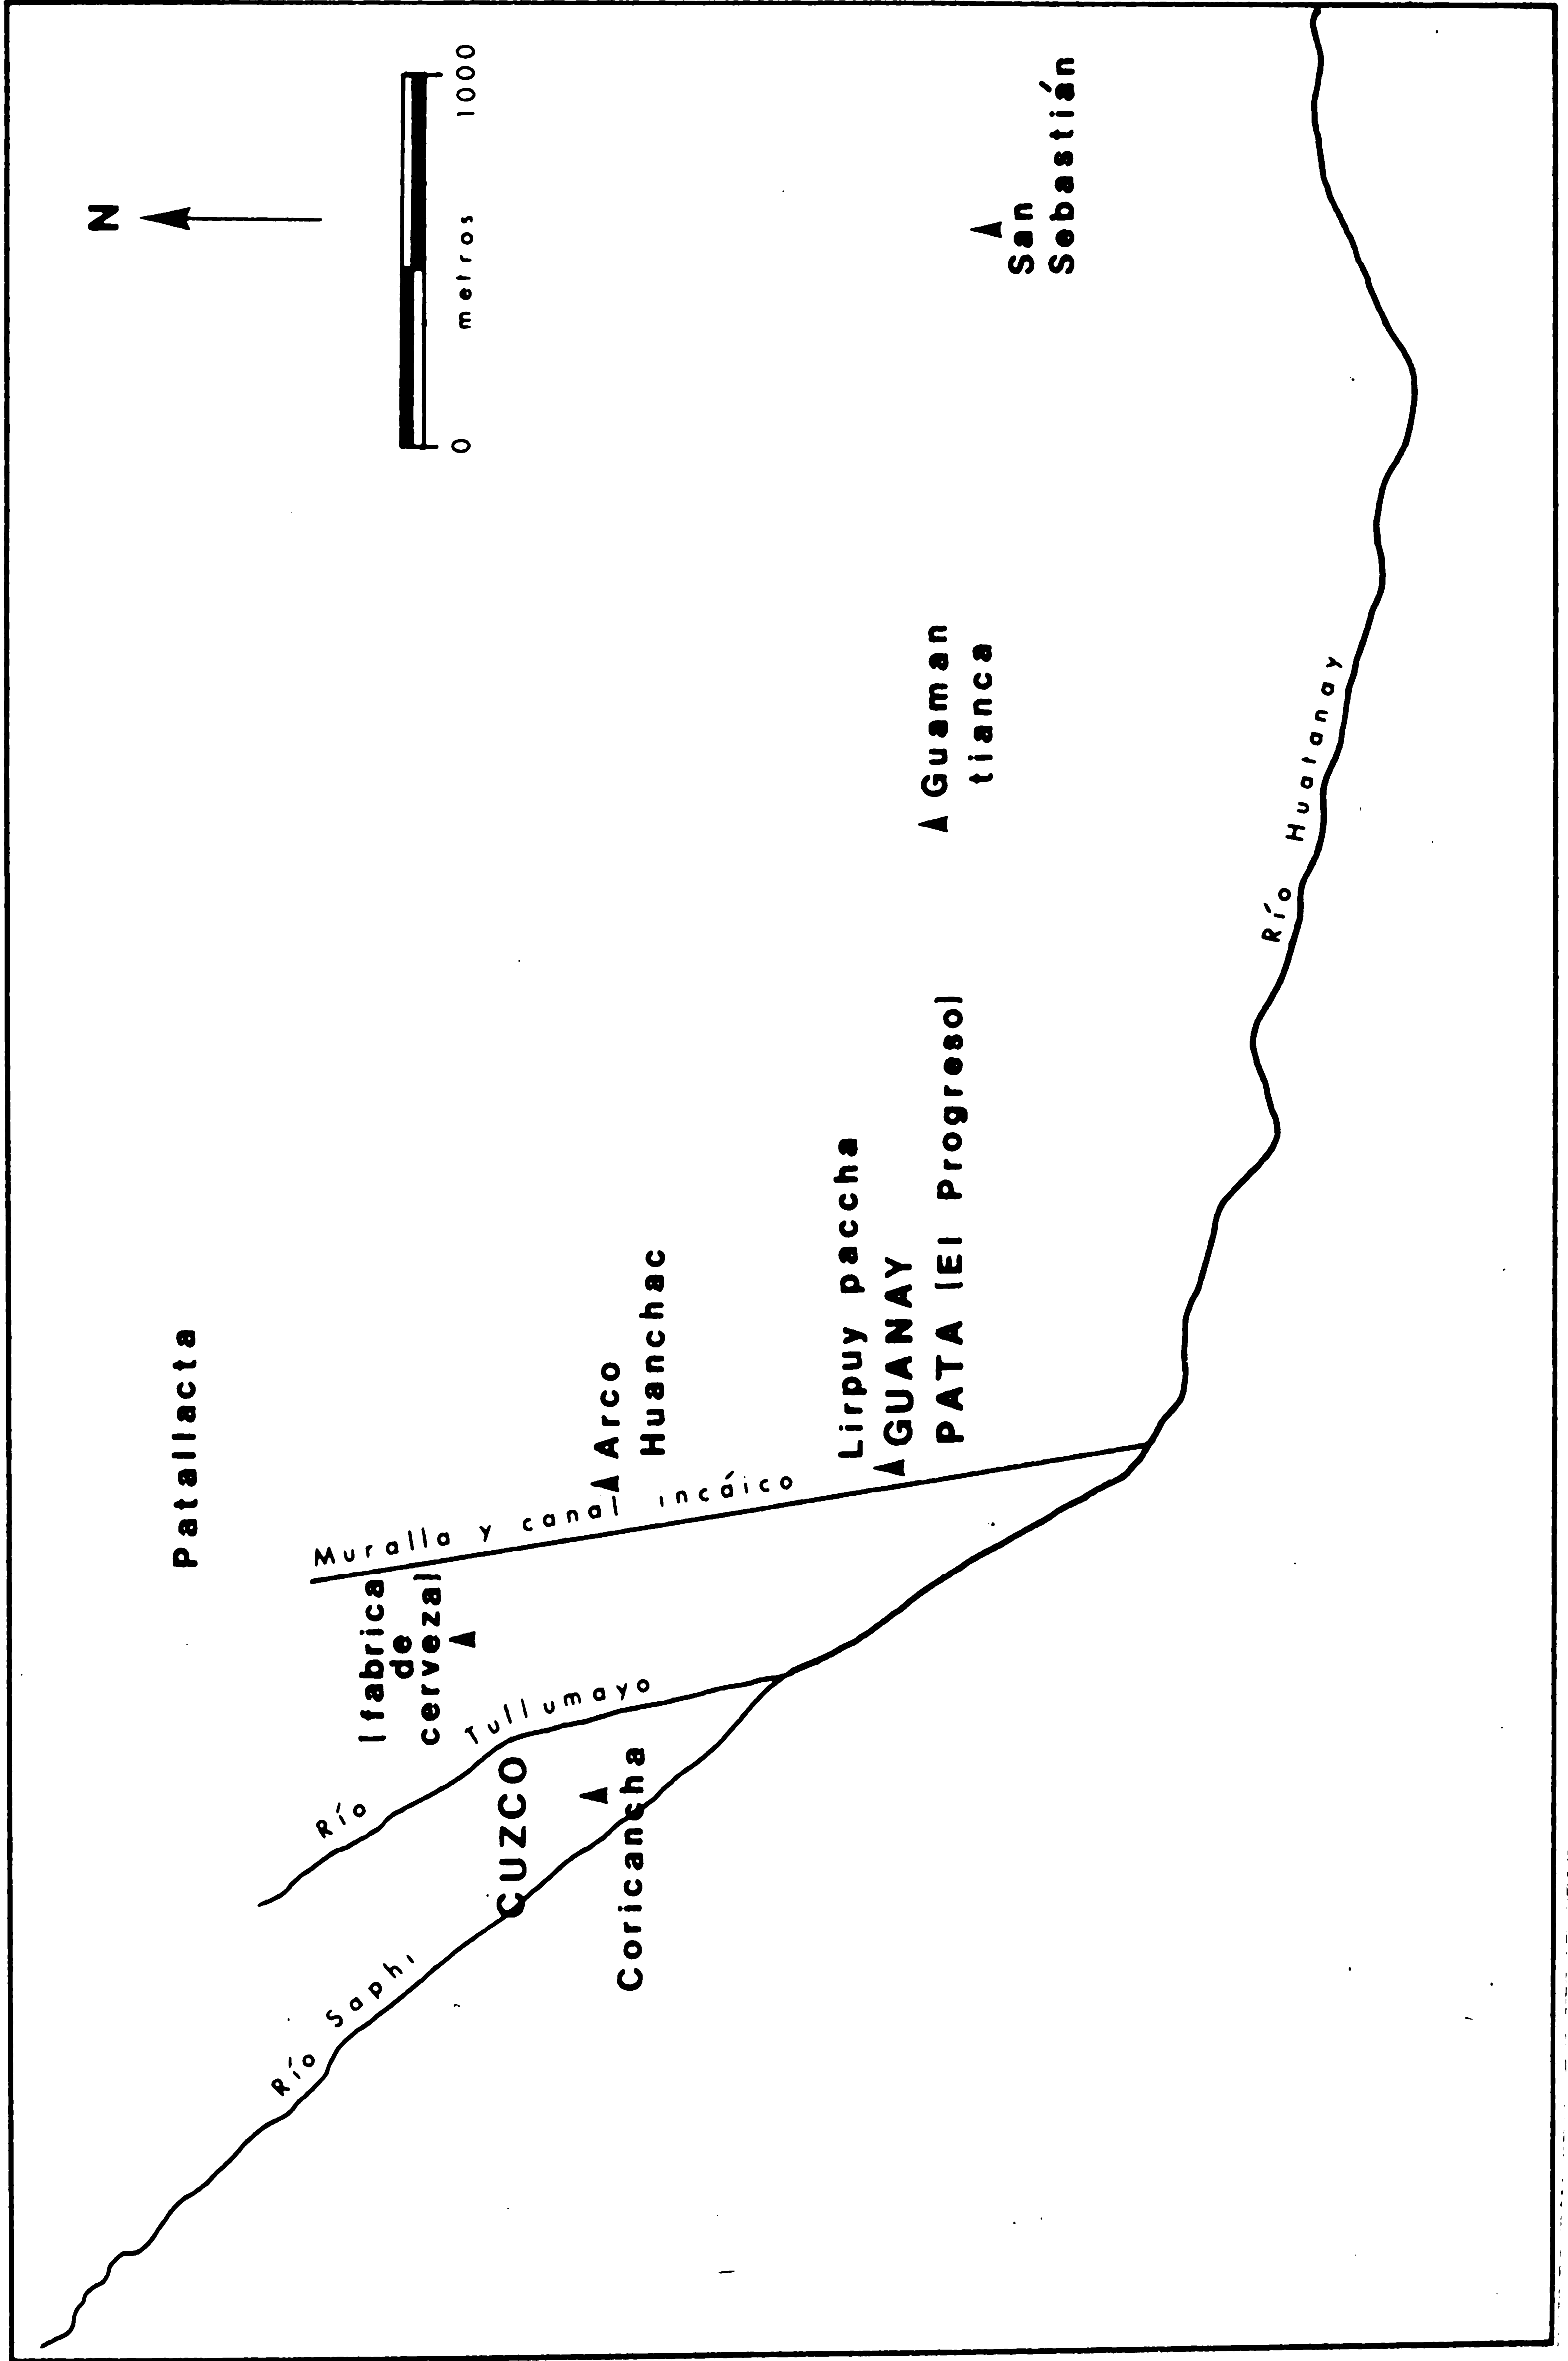 N
0 1000
metros
Patallacta
Río Saphi
Río Tullumayo
Muralla y canal incáico
(fabrica
de
cerveza)
CUZCO
Coricancha
Arco
Huanchac
Lirpuy paccha
GUANAY
PATA (El Progreso)
Guaman
tianca
San
Sebastián
Río Huatanay